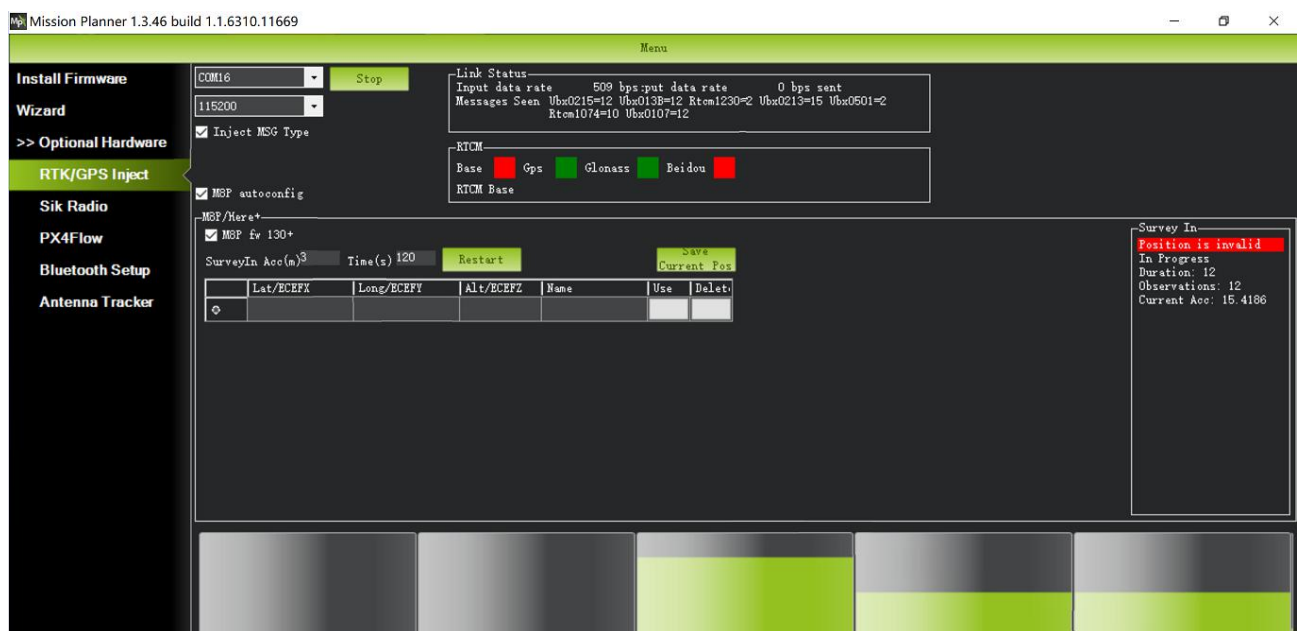 Mission Planner 1.3.46 build 1.1.6310.11669
Menu
Install Firmware
Wizard
>> Optional Hardware
RTK/GPS Inject
Sik Radio
PX4Flow
Bluetooth Setup
Antenna Tracker
COM16
Stop
115200
Inject MSG Type
M8P autoconfig
Link Status
Input data rate 509 bps:put data rate 0 bps sent
Messages Seen Ubx0215=12 Ubx013B=12 Rtcm1230=2 Ubx0213=15 Ubx0501=2
Rtcm1074=10 Ubx0107=12
RTCM
Base Gps Glonass Beidou
RTCM Base
M8P/Here+
M8P fw 130+
SurveyIn Acc(m) 3 Time(s) 120 Restart
Save
Current Pos
Lat/ECEFX Long/ECEFY Alt/ECEFZ Name Use Delet
Survey In
Position is invalid
In Progress
Duration: 12
Observations: 12
Current Acc: 15.4186